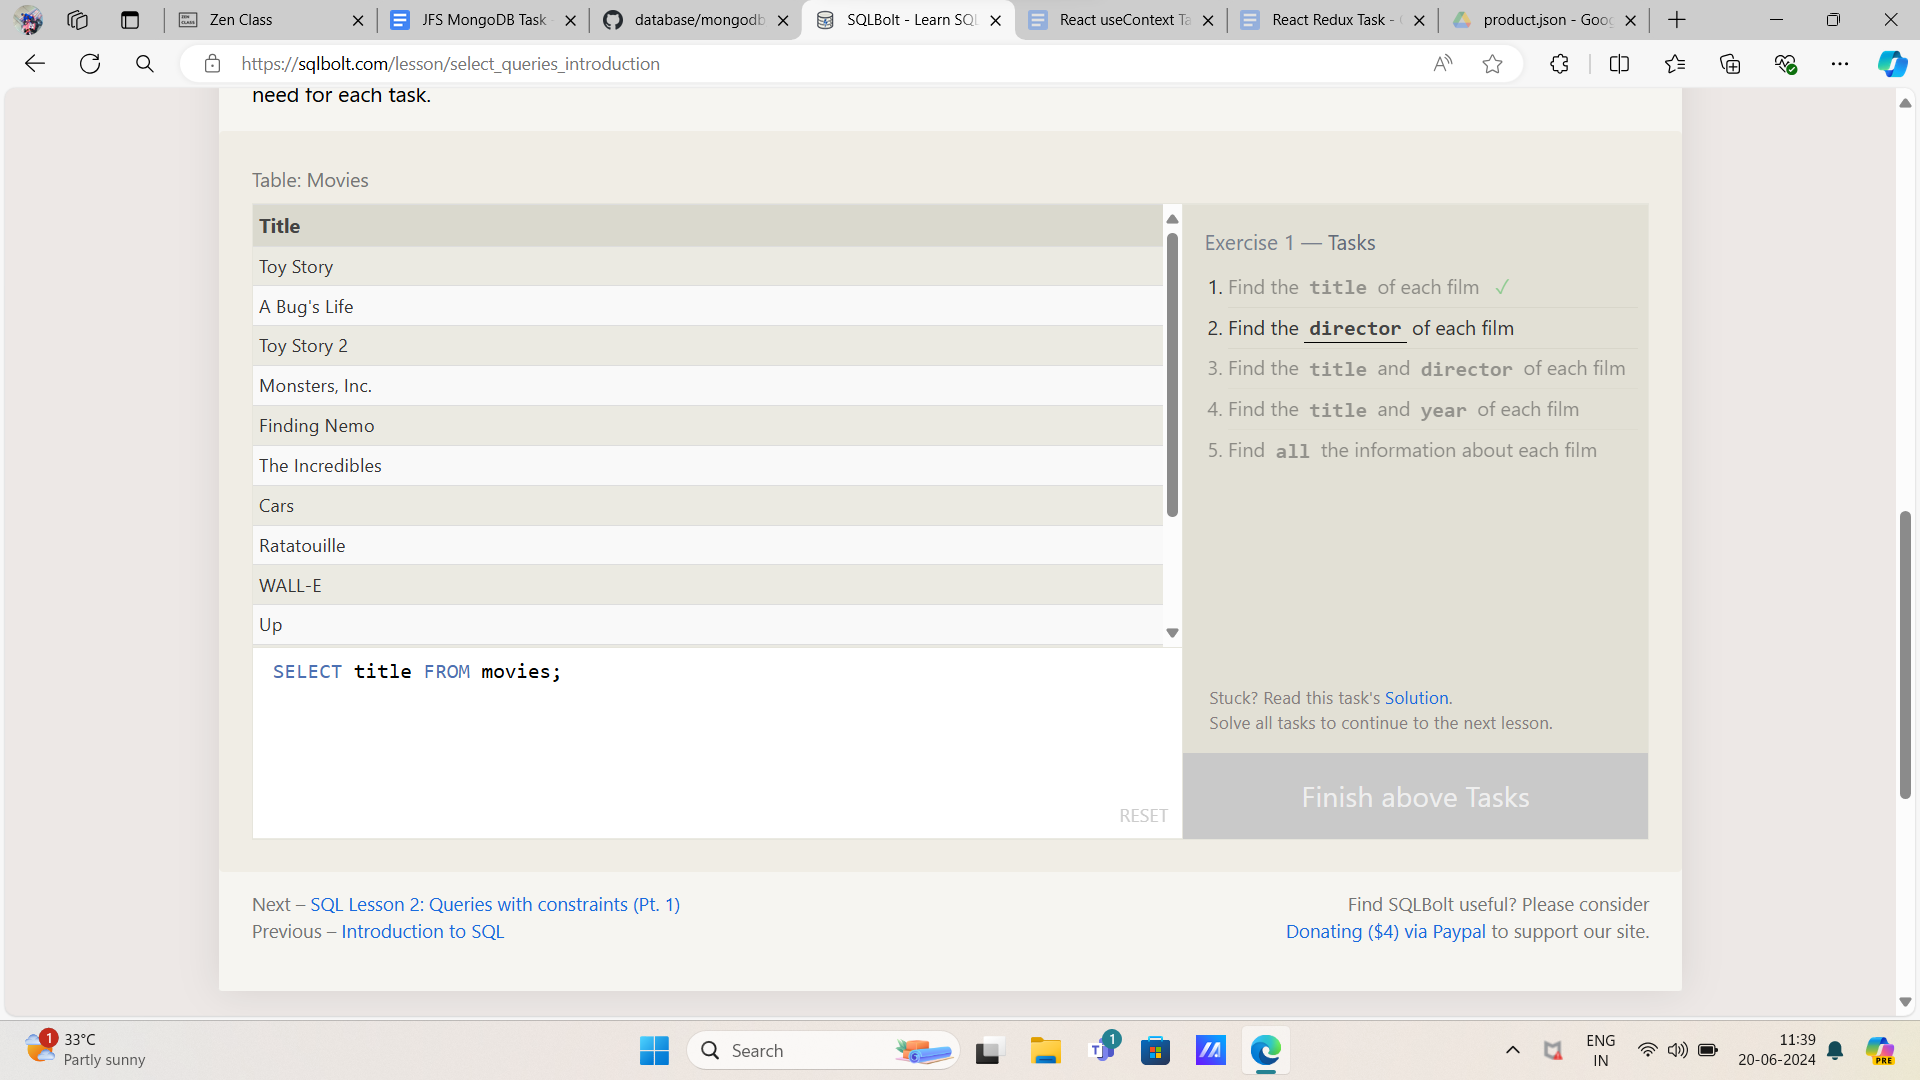 Zen Class
JFS MongoDB Task -
database/mongodb
SQLBolt - Learn SQL
React useContext Ta
React Redux Task -
product.json - Goog
https://sqlbolt.com/lesson/select_queries_introduction
need for each task.
Table: Movies
Title
Toy Story
A Bug's Life
Toy Story 2
Monsters, Inc.
Finding Nemo
The Incredibles
Cars
Ratatouille
WALL-E
Up
SELECT title FROM movies;
RESET
Exercise 1 — Tasks
1. Find the title of each film ✓
2. Find the director of each film
3. Find the title and director of each film
4. Find the title and year of each film
5. Find all the information about each film
Stuck? Read this task's Solution.
Solve all tasks to continue to the next lesson.
Finish above Tasks
Next – SQL Lesson 2: Queries with constraints (Pt. 1)
Previous – Introduction to SQL
Find SQLBolt useful? Please consider
Donating ($4) via Paypal to support our site.
1
33°C
Partly sunny
Search
1
ENG
IN
11:39
20-06-2024
PRE